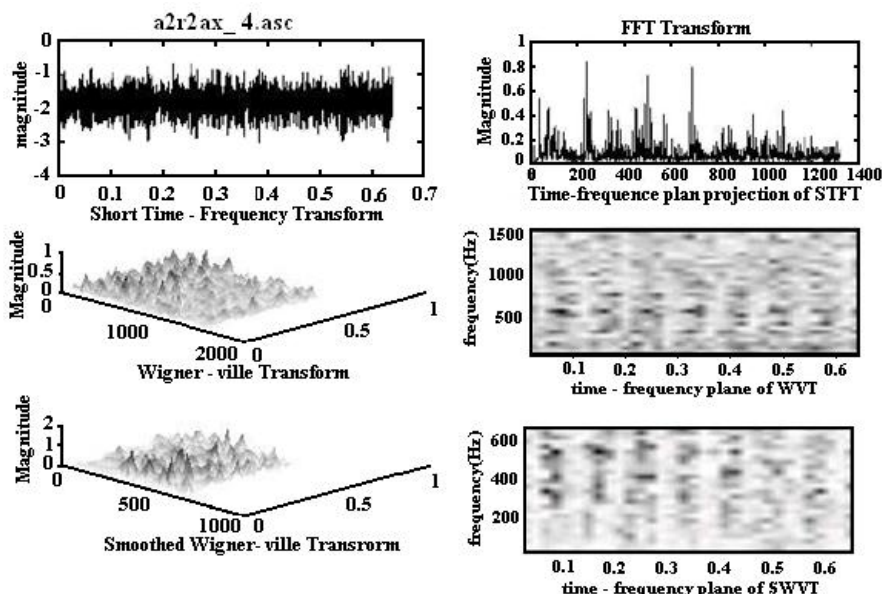 a2r2ax_ 4.asc
magnitude
0
-1
-2
-3
-4
0 0.1 0.2 0.3 0.4 0.5 0.6 0.7
Short Time - Frequency Transform
FFT Transform
Magnitude
1
0.8
0.6
0.4
0.2
0
0 200 400 600 800 1000 1200 1400
Time-frequence plan projection of STFT
Magnitude
1
0.5
0
0 1000 2000
0 0.5 1
Wigner - ville Transform
frequency(Hz)
1500
1000
500
0.1 0.2 0.3 0.4 0.5 0.6
time - frequency plane of WVT
Magnitude
2
1
0
0 500 1000
0 0.5 1
Smoothed Wigner- ville Transrorm
frequency(Hz)
600
400
200
0.1 0.2 0.3 0.4 0.5 0.6
time - frequency plane of SWVT